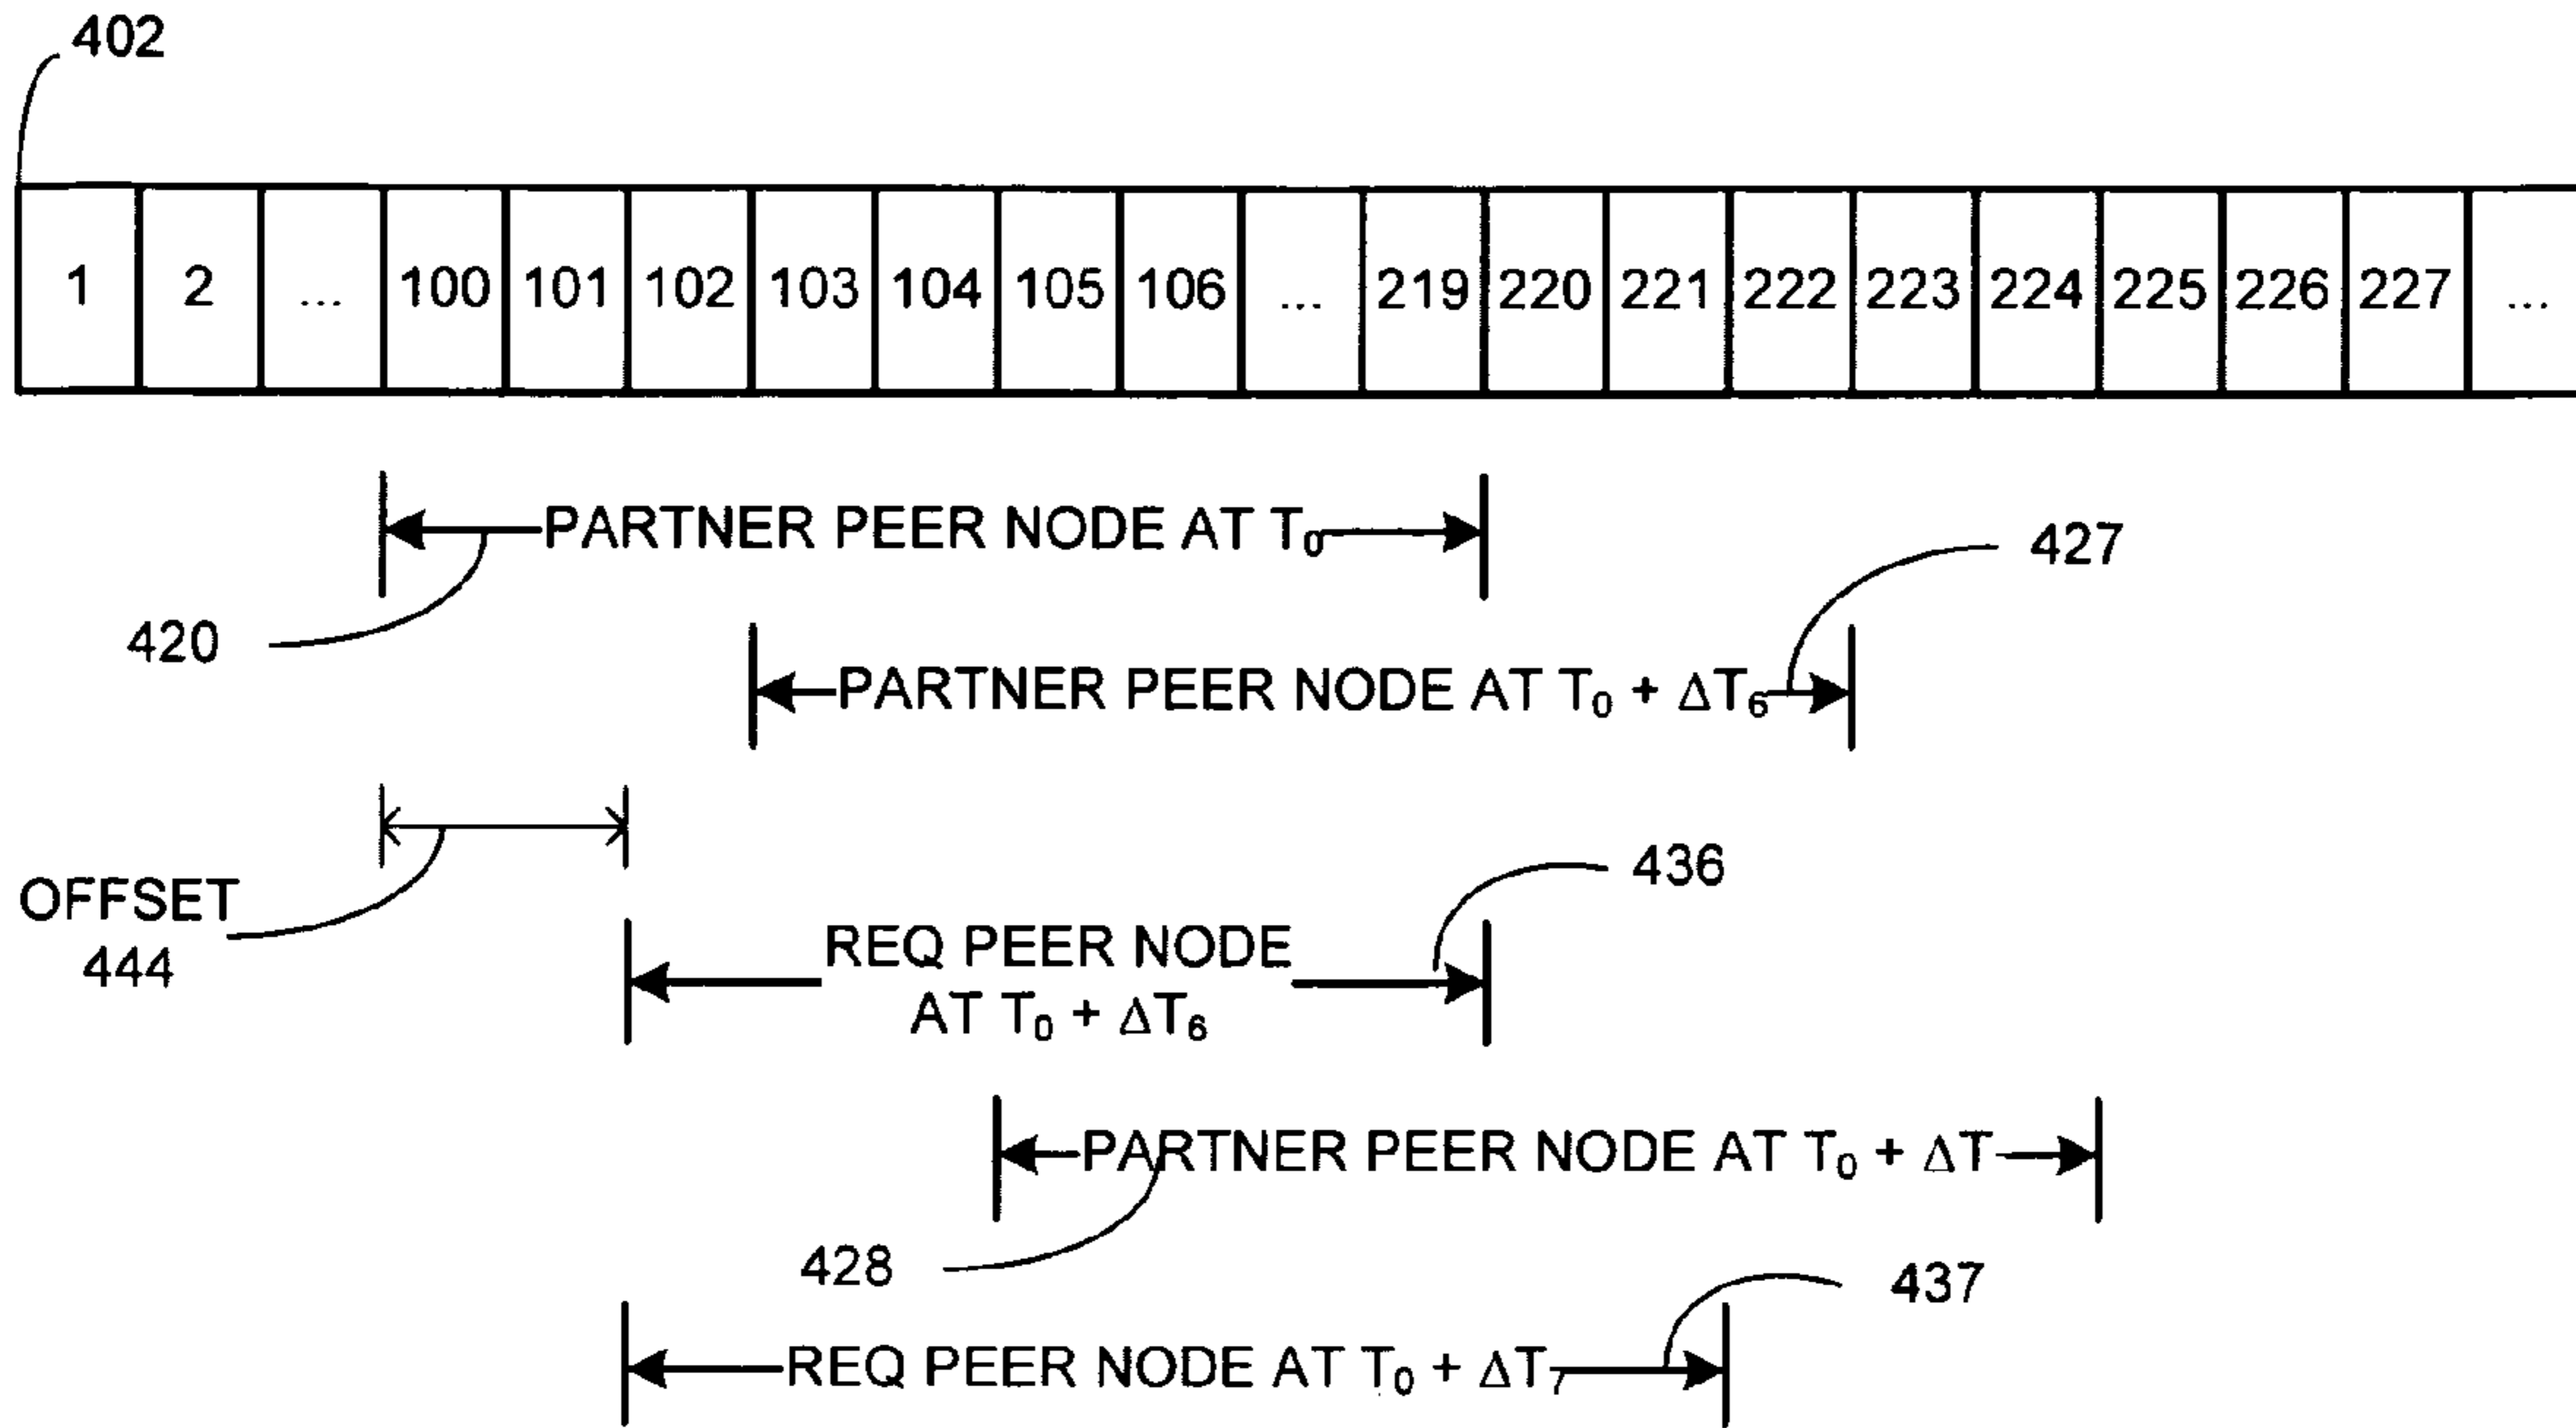 402
1 2 ... 100 101 102 103 104 105 106 ... 219 220 221 222 223 224 225 226 227 ...
PARTNER PEER NODE AT T₀
427
420
PARTNER PEER NODE AT T₀ + ΔT₆
OFFSET
444
436
REQ PEER NODE
AT T₀ + ΔT₆
PARTNER PEER NODE AT T₀ + ΔT
428
437
REQ PEER NODE AT T₀ + ΔT₇